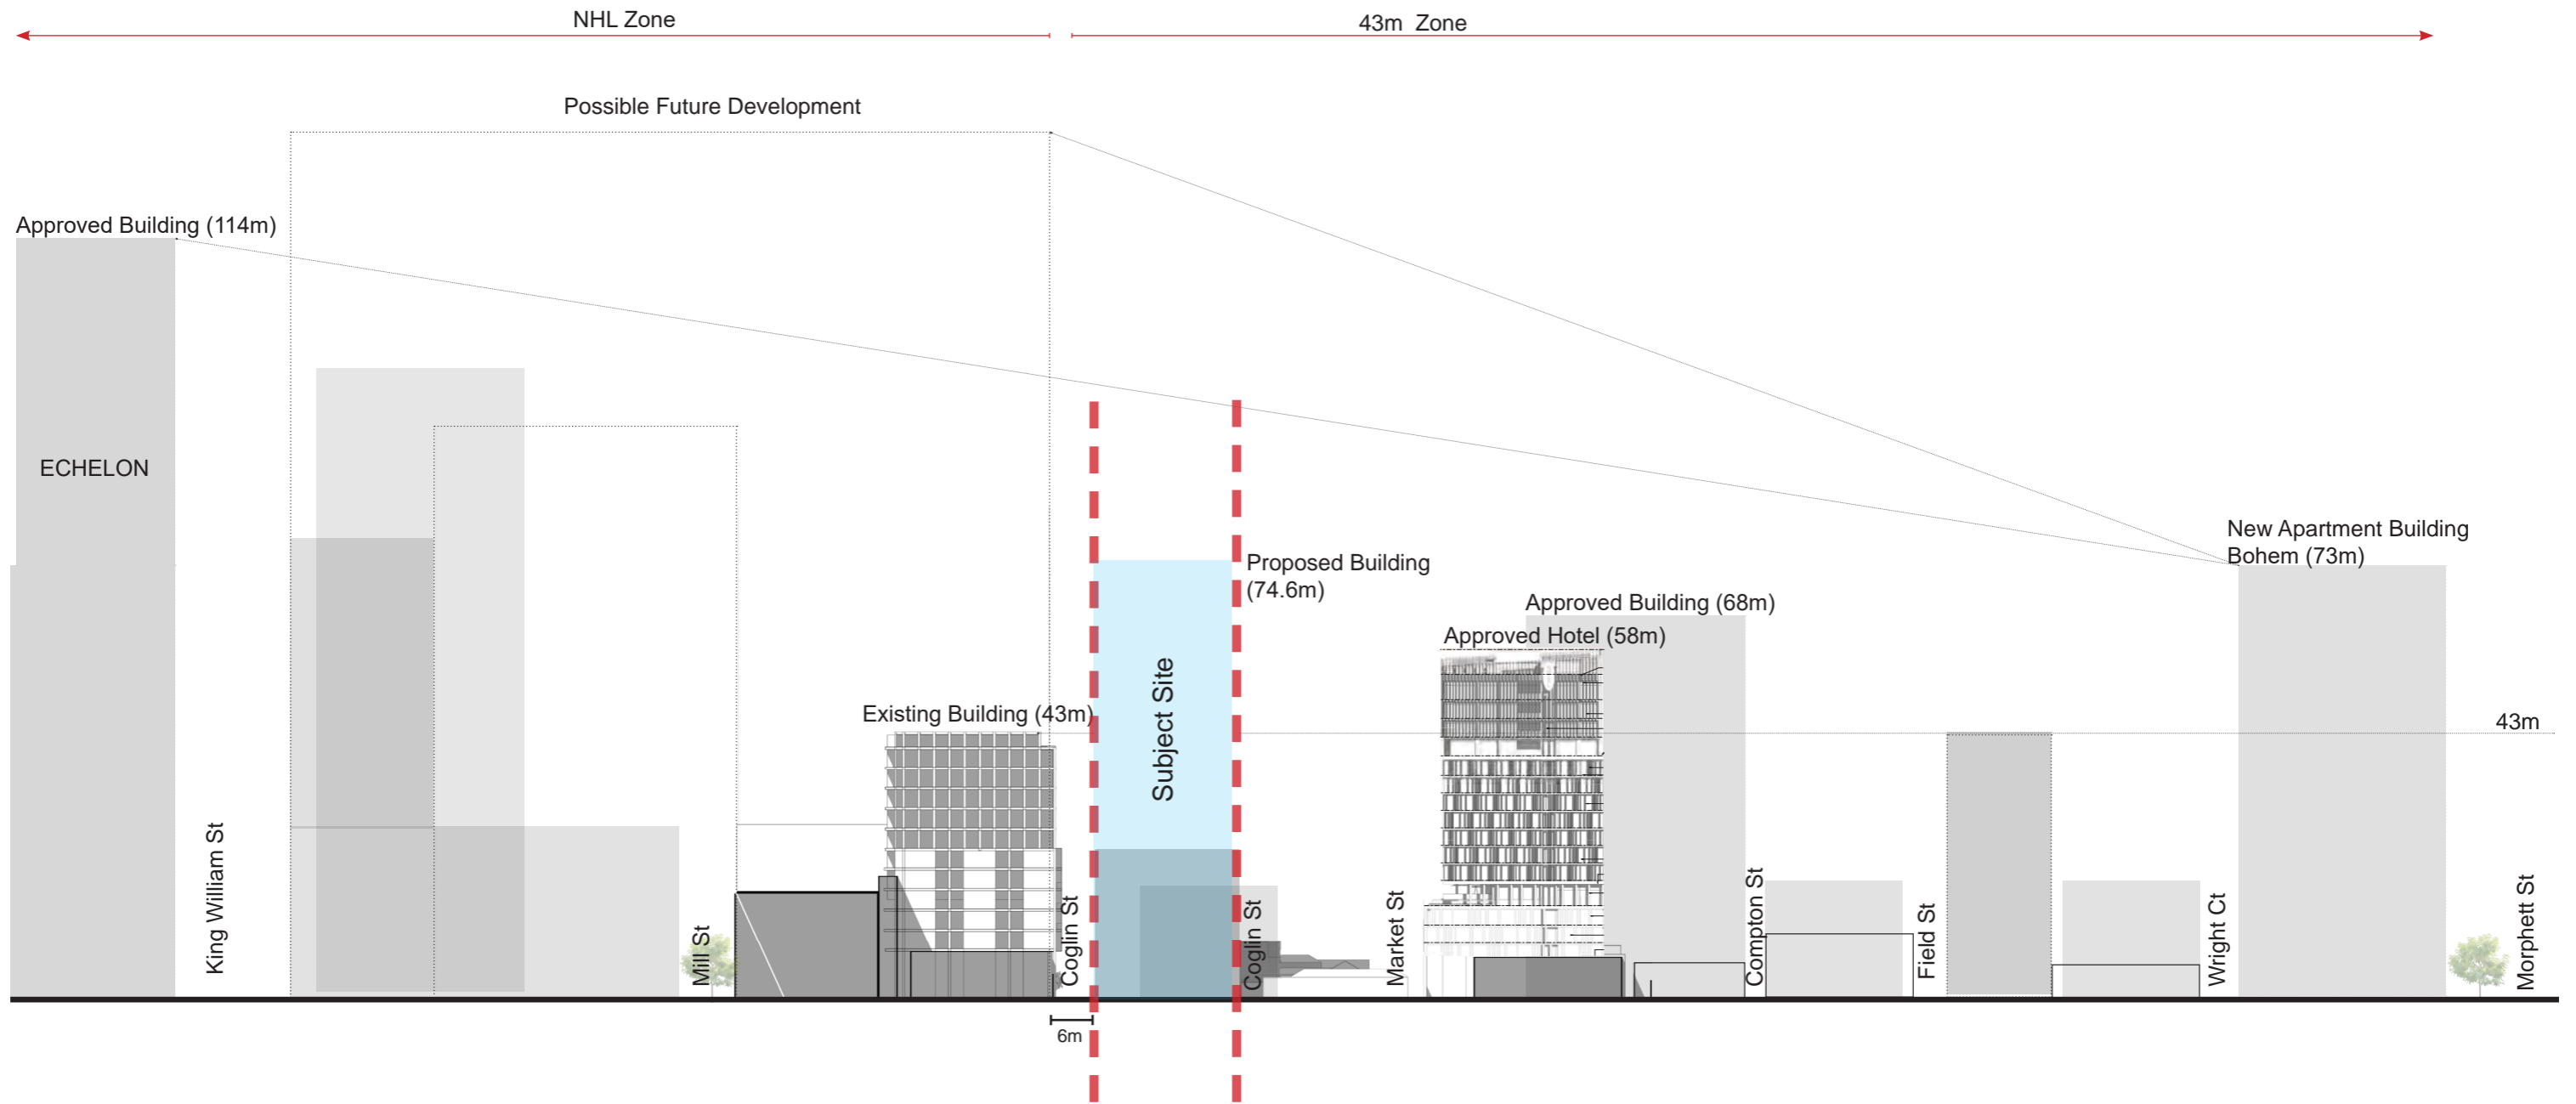 NHL Zone
43m Zone
Possible Future Development
Approved Building (114m)
ECHELON
New Apartment Building
Bohem (73m)
Proposed Building
(74.6m)
Approved Building (68m)
Approved Hotel (58m)
Existing Building (43m)
43m
Subject Site
King William St
Mill St
Coglin St
Coglin St
Market St
Compton St
Field St
Wright Ct
Morphett St
6m